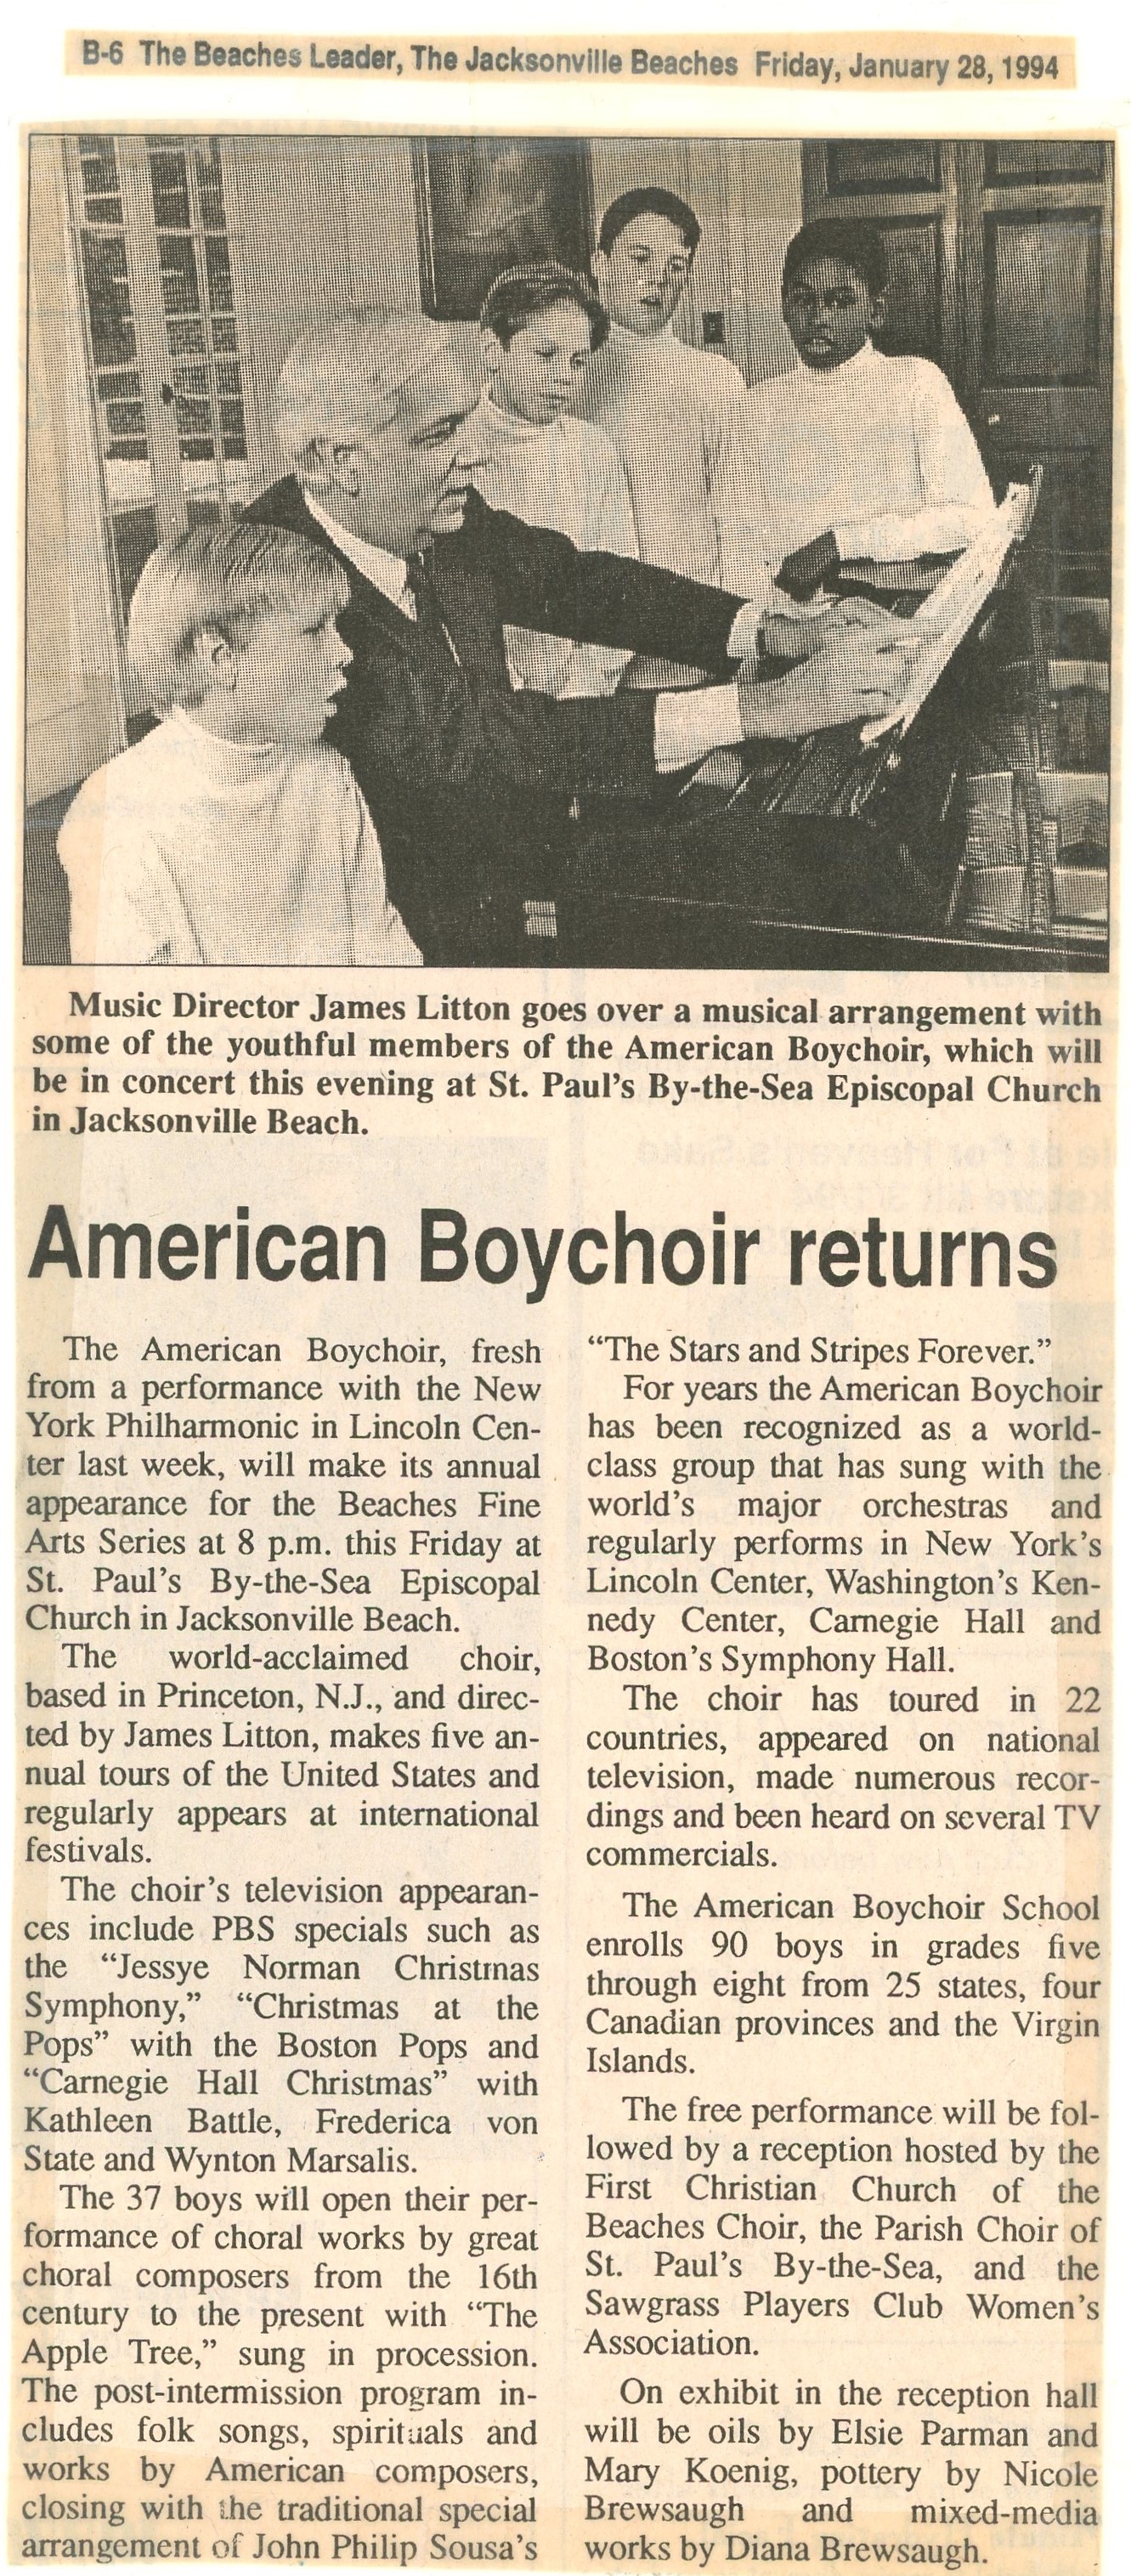 B-6 The Beaches Leader, The Jacksonville Beaches Friday, January 28, 1994
Music Director James Litton goes over a musical arrangement with
some of the youthful members of the American Boychoir, which will
be in concert this evening at St. Paul's By-the-Sea Episcopal Church
in Jacksonville Beach.
American Boychoir returns
The American Boychoir, fresh
from a performance with the New
York Philharmonic in Lincoln Cen-
ter last week, will make its annual
appearance for the Beaches Fine
Arts Series at 8 p.m. this Friday at
St. Paul's By-the-Sea Episcopal
Church in Jacksonville Beach.
The world-acclaimed choir,
based in Princeton, N.J., and direc-
ted by James Litton, makes five an-
nual tours of the United States and
regularly appears at international
festivals.
The choir's television appearan-
ces include PBS specials such as
the “Jessye Norman Christmas
Symphony,” “Christmas at the
Pops” with the Boston Pops and
“Carnegie Hall Christmas” with
Kathleen Battle, Frederica von
State and Wynton Marsalis.
The 37 boys will open their per-
formance of choral works by great
choral composers from the 16th
century to the present with “The
Apple Tree,” sung in procession.
The post-intermission program in-
cludes folk songs, spirituals and
works by American composers,
closing with the traditional special
arrangement of John Philip Sousa's
“The Stars and Stripes Forever.”
For years the American Boychoir
has been recognized as a world-
class group that has sung with the
world's major orchestras and
regularly performs in New York's
Lincoln Center, Washington's Ken-
nedy Center, Carnegie Hall and
Boston's Symphony Hall.
The choir has toured in 22
countries, appeared on national
television, made numerous recor-
dings and been heard on several TV
commercials.
The American Boychoir School
enrolls 90 boys in grades five
through eight from 25 states, four
Canadian provinces and the Virgin
Islands.
The free performance will be fol-
lowed by a reception hosted by the
First Christian Church of the
Beaches Choir, the Parish Choir of
St. Paul's By-the-Sea, and the
Sawgrass Players Club Women's
Association.
On exhibit in the reception hall
will be oils by Elsie Parman and
Mary Koenig, pottery by Nicole
Brewsaugh and mixed-media
works by Diana Brewsaugh.